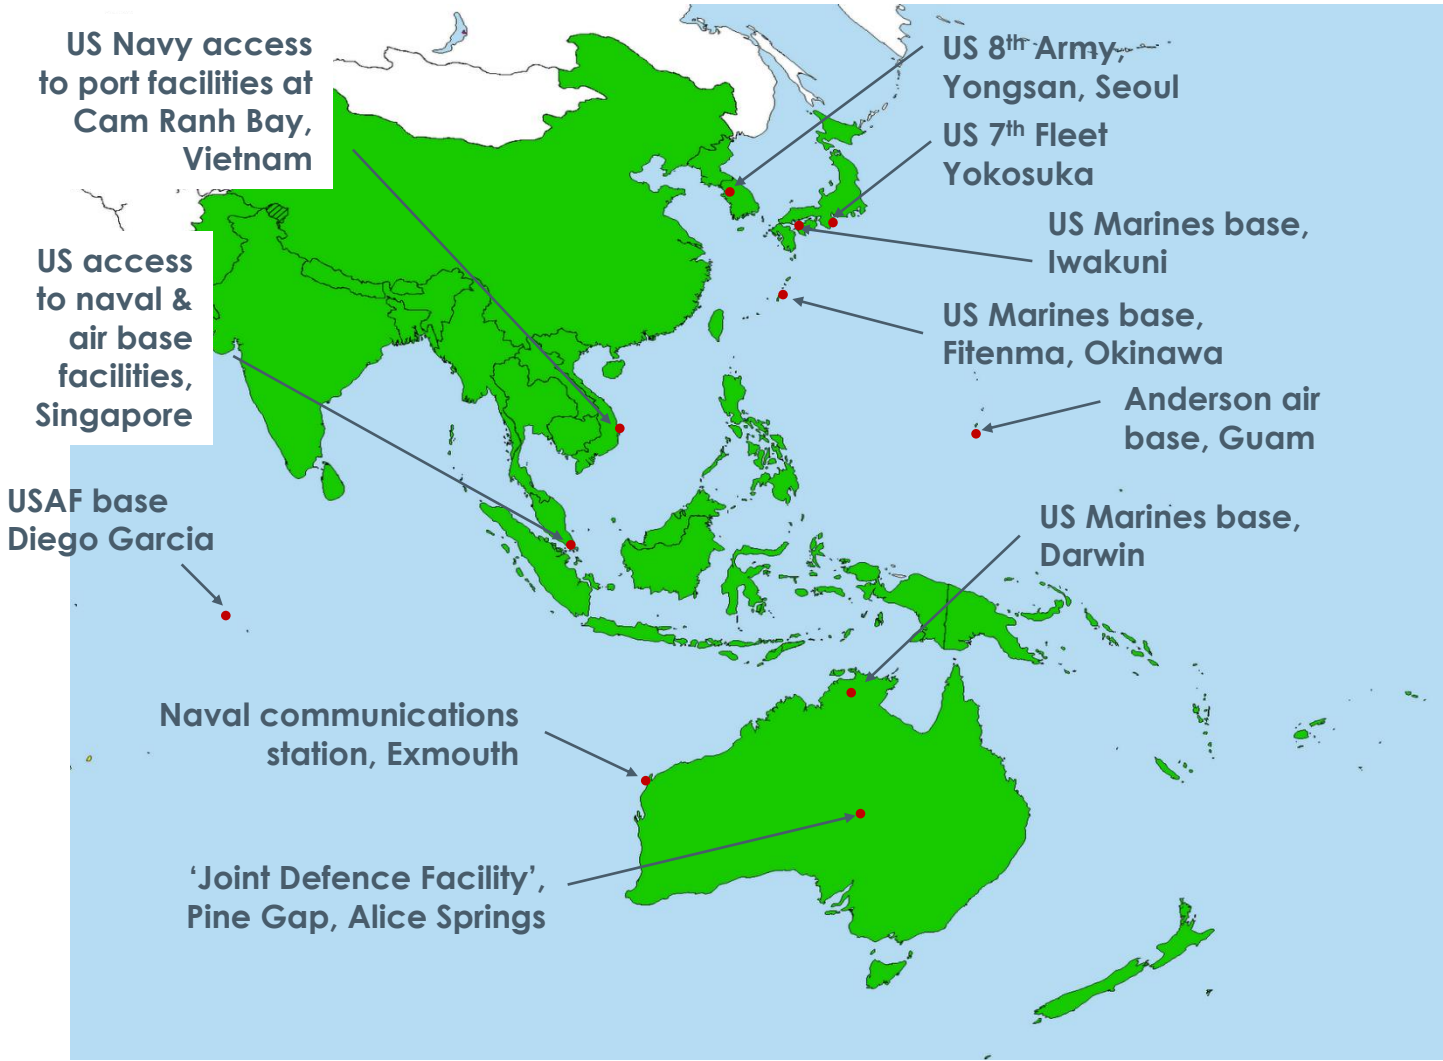 US Navy access
to port facilities at
Cam Ranh Bay,
Vietnam
US 8th Army,
Yongsan, Seoul
US 7th Fleet
Yokosuka
US Marines base,
Iwakuni
US access
to naval &
air base
facilities,
Singapore
US Marines base,
Fitenma, Okinawa
Anderson air
base, Guam
USAF base
Diego Garcia
US Marines base,
Darwin
Naval communications
station, Exmouth
‘Joint Defence Facility’,
Pine Gap, Alice Springs